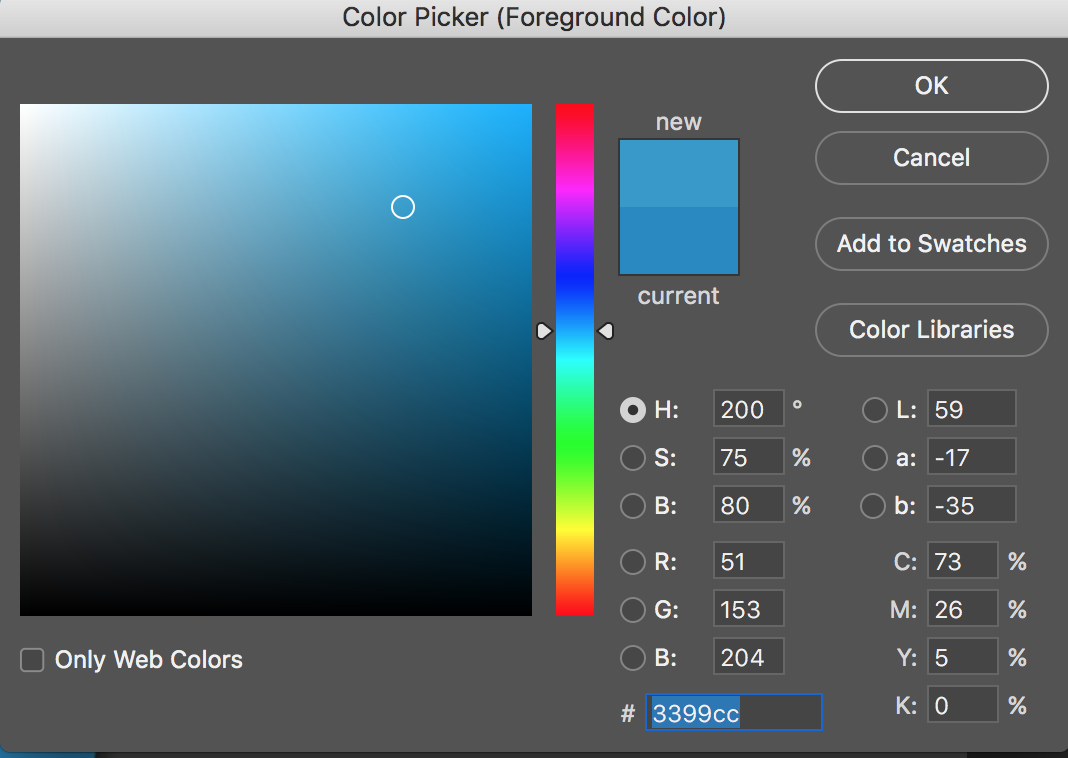 Color Picker (Foreground Color)
new
current
OK
Cancel
Add to Swatches
Color Libraries
H: 200 °
S: 75 %
B: 80 %
R: 51
G: 153
B: 204
# 3399cc
L: 59
a: -17
b: -35
C: 73 %
M: 26 %
Y: 5 %
K: 0 %
Only Web Colors